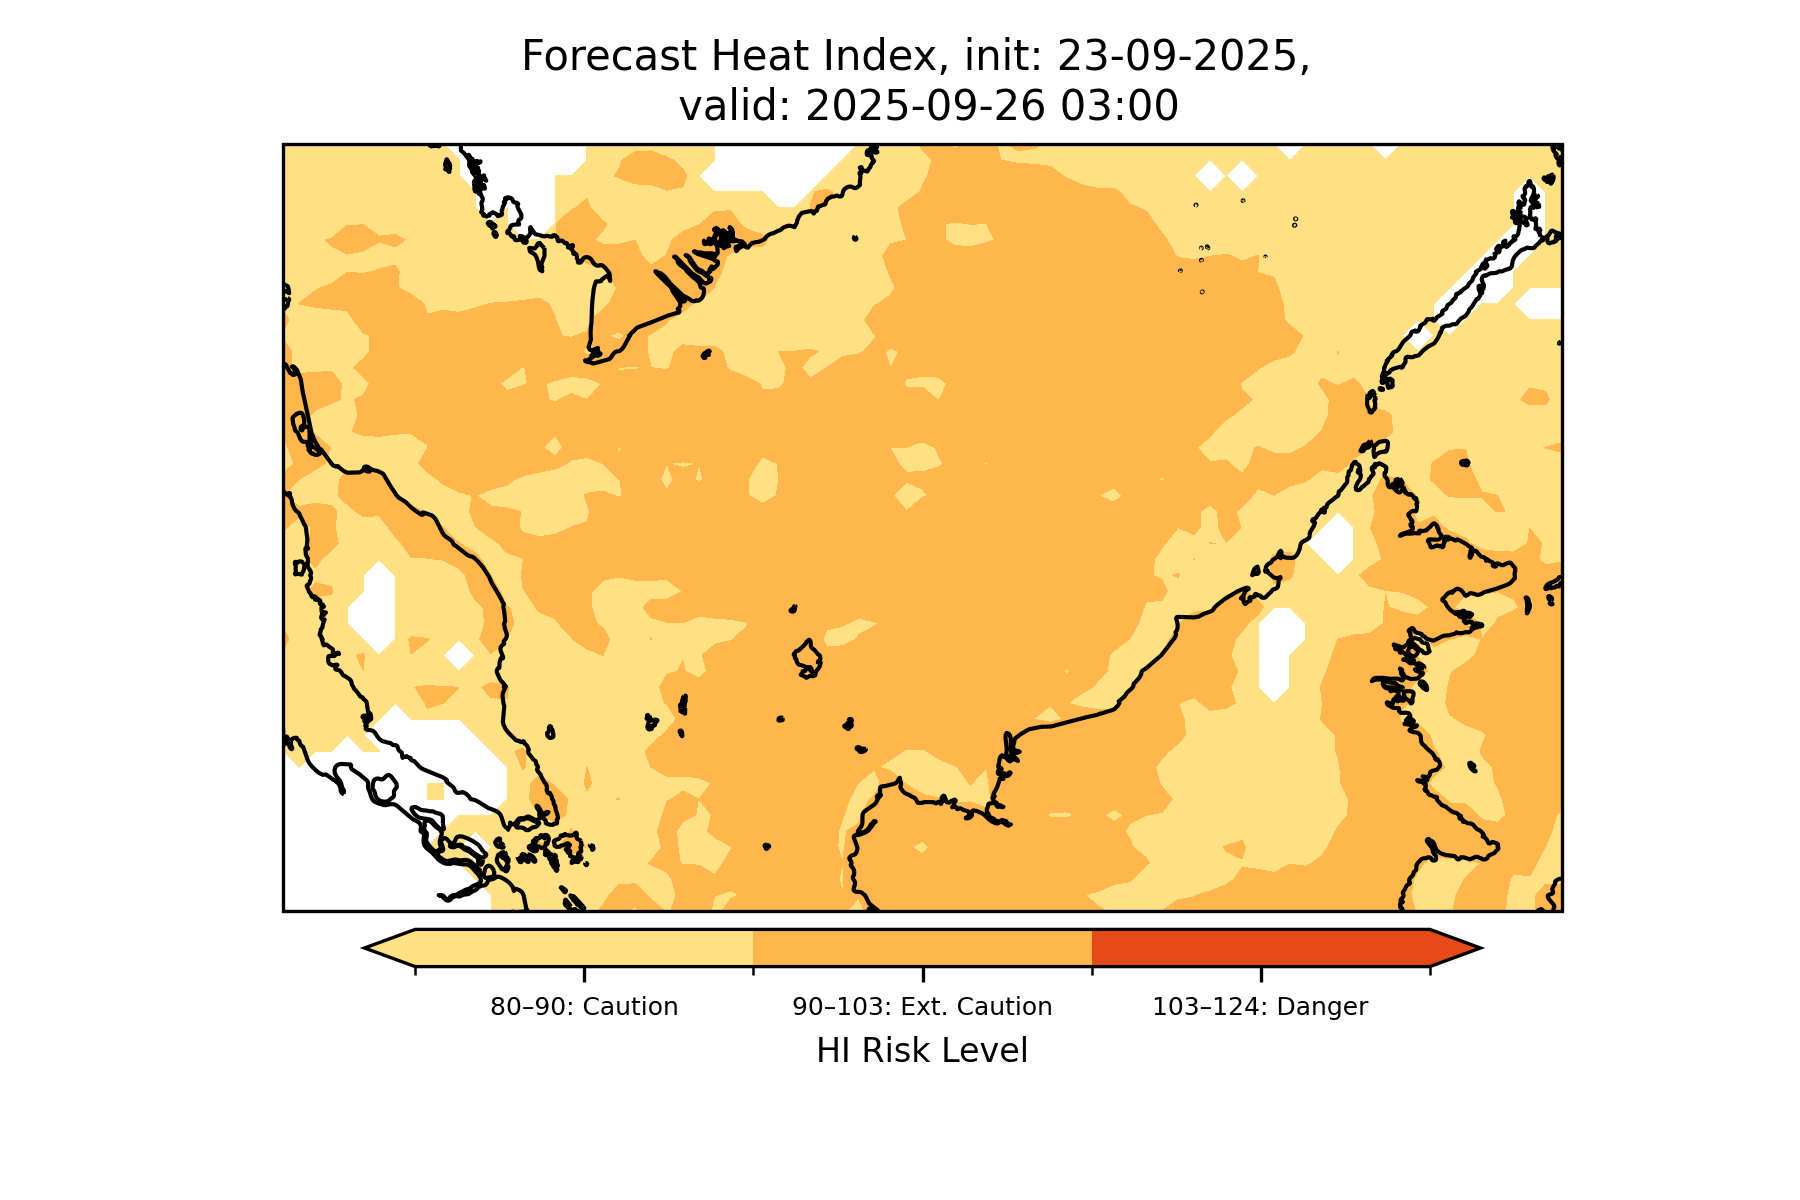 Forecast Heat Index, init: 23-09-2025,
valid: 2025-09-26 03:00
80–90: Caution
90–103: Ext. Caution
103–124: Danger
HI Risk Level